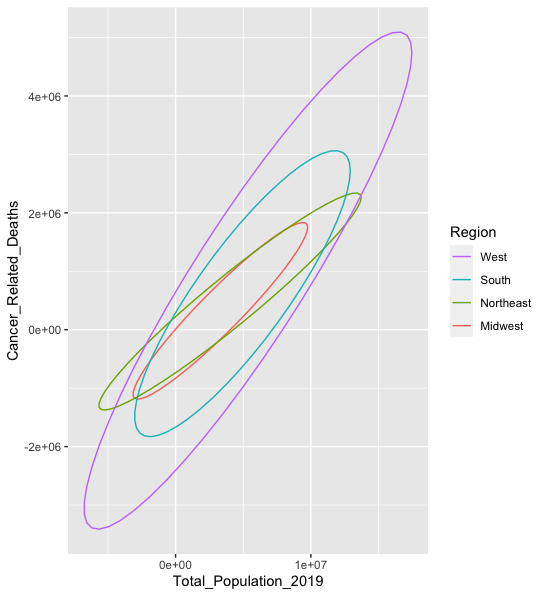 4e+06
2e+06
0e+00
-2e+06
Cancer_Related_Deaths
0e+00 1e+07
Total_Population_2019
Region
West
South
Northeast
Midwest